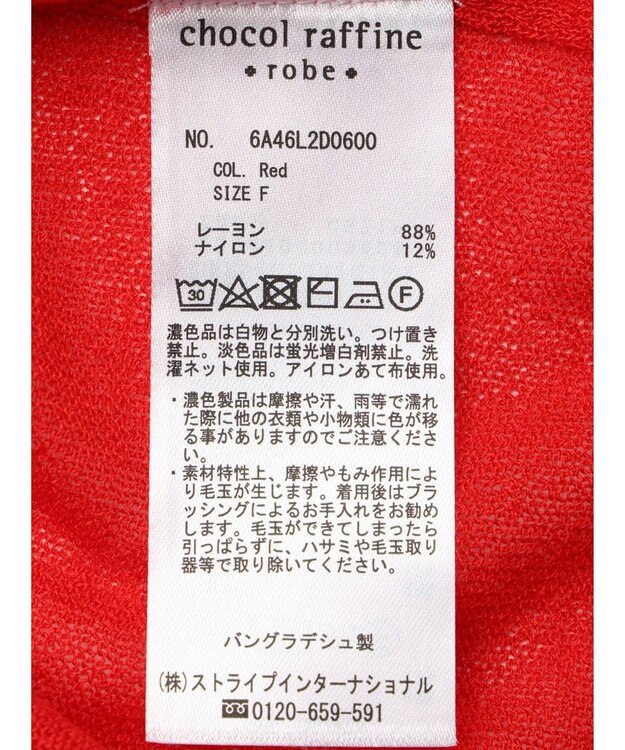 chocol raffine
robe
NO. 6A46L2D0600
COL. Red
SIZE F
レーヨン 88%
ナイロン 12%
30 F
濃色品は白物と分別洗い。つけ置き
禁止。淡色品は蛍光増白剤禁止。洗
濯ネット使用。アイロンあて布使用。
・濃色製品は摩擦や汗、雨等で濡れ
た際に他の衣類や小物類に色が移
る事がありますのでご注意くださ
い。
・素材特性上、摩擦やもみ作用によ
り毛玉が生じます。着用後はブラ
ッシングによるお手入れをお勧め
します。毛玉ができてしまったら
引っぱらずに、ハサミや毛玉取り
器等で取り除いてください。
バングラデシュ製
(株)ストライプインターナショナル
0120-659-591